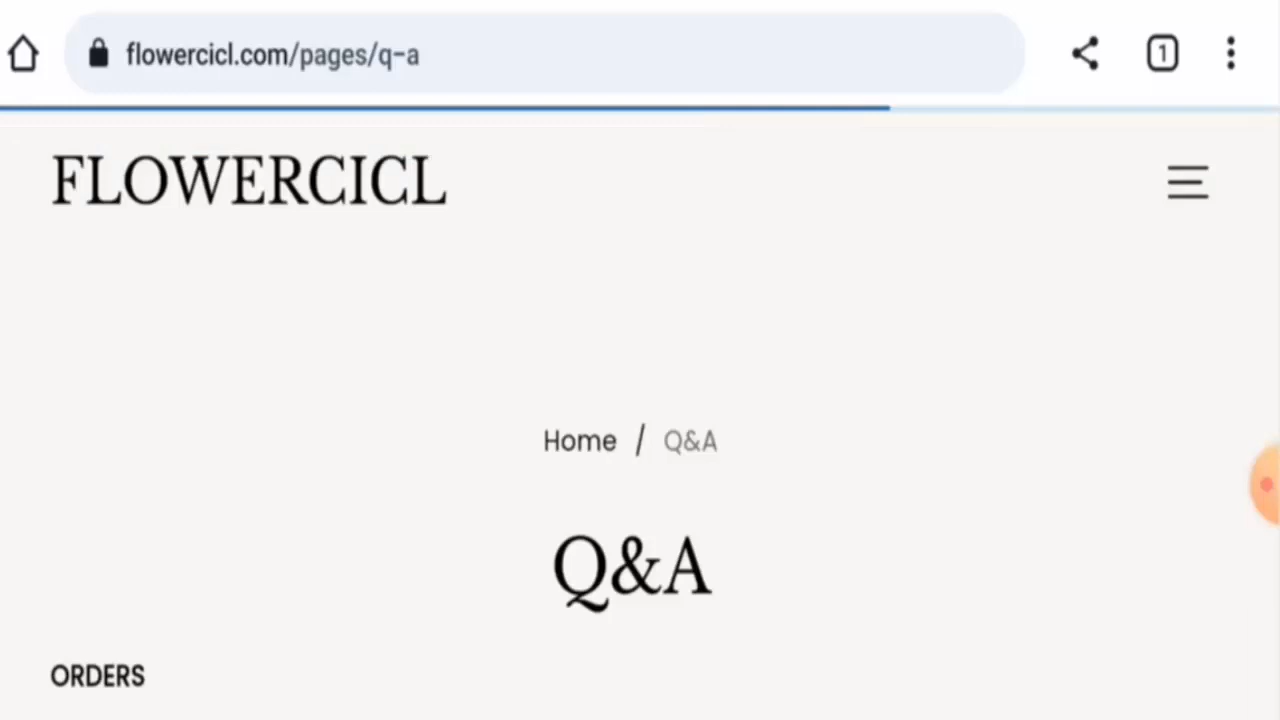 flowercicl.com/pages/q-a
1
FLOWERCICL
Home / Q&A
Q&A
ORDERS